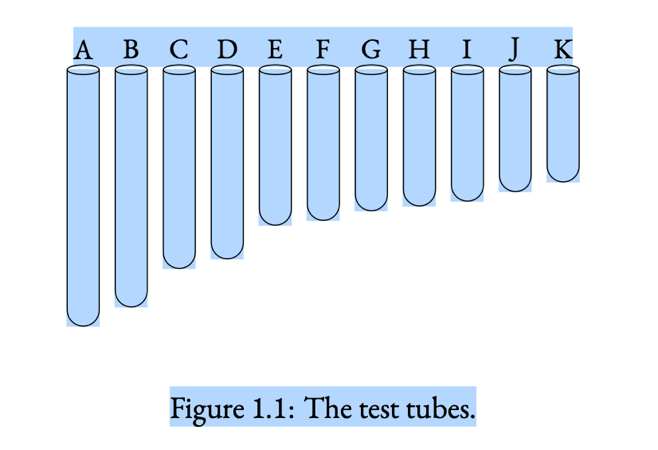 A B C D E F G H I J K
Figure 1.1: The test tubes.